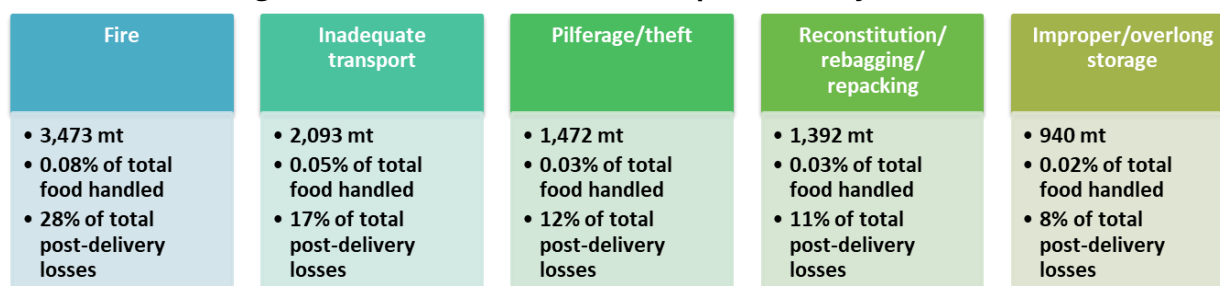 Fire
• 3,473 mt
• 0.08% of total
food handled
• 28% of total
post-delivery
losses
Inadequate
transport
• 2,093 mt
• 0.05% of total
food handled
• 17% of total
post-delivery
losses
Pilferage/theft
• 1,472 mt
• 0.03% of total
food handled
• 12% of total
post-delivery
losses
Reconstitution/
rebagging/
repacking
• 1,392 mt
• 0.03% of total
food handled
• 11% of total
post-delivery
losses
Improper/overlong
storage
• 940 mt
• 0.02% of total
food handled
• 8% of total
post-delivery
losses